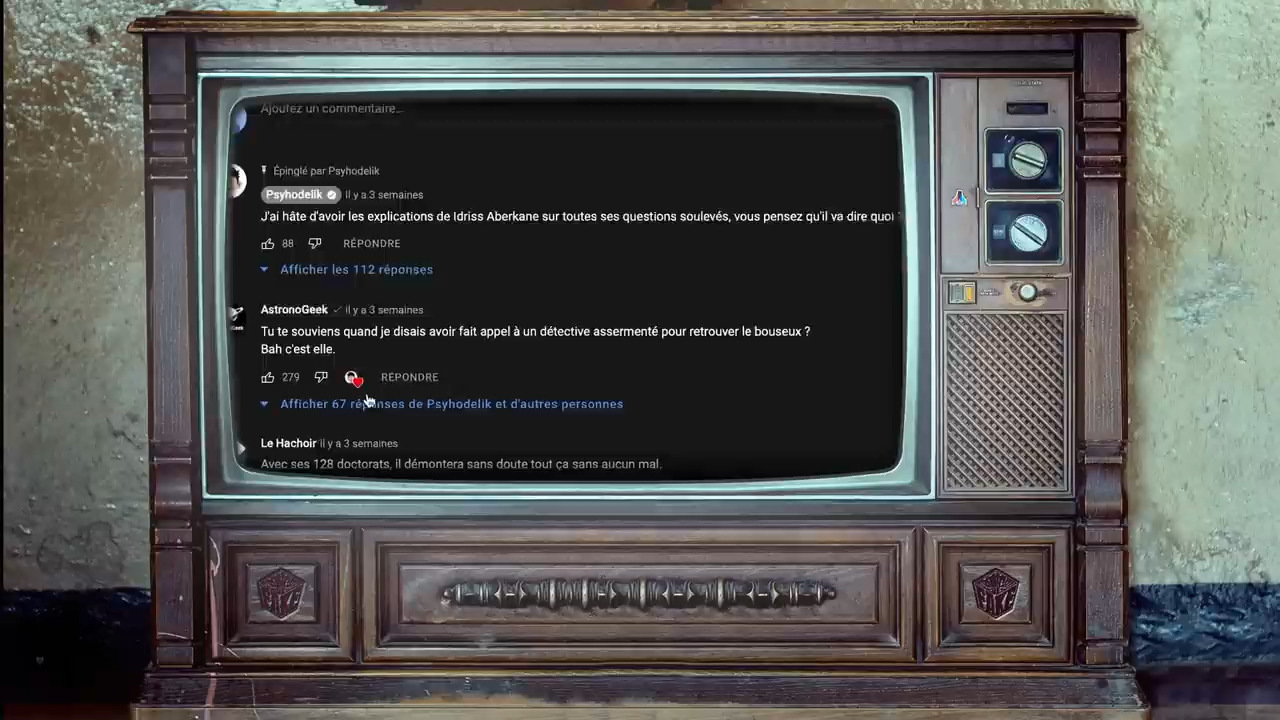 Ajoutez un commentaire...
Épinglé par Psyhodelik
Psyhodelik il y a 3 semaines
J'ai hâte d'avoir les explications de Idriss Aberkane sur toutes ses questions soulevés, vous pensez qu'il va dire quoi ?
88 RÉPONDRE
Afficher les 112 réponses
AstronoGeek il y a 3 semaines
Tu te souviens quand je disais avoir fait appel à un détective assermenté pour retrouver le bouseux ?
Bah c'est elle.
279 RÉPONDRE
Afficher 67 réponses de Psyhodelik et d'autres personnes
Le Hachoir il y a 3 semaines
Avec ses 128 doctorats, il démontera sans doute tout ça sans aucun mal.